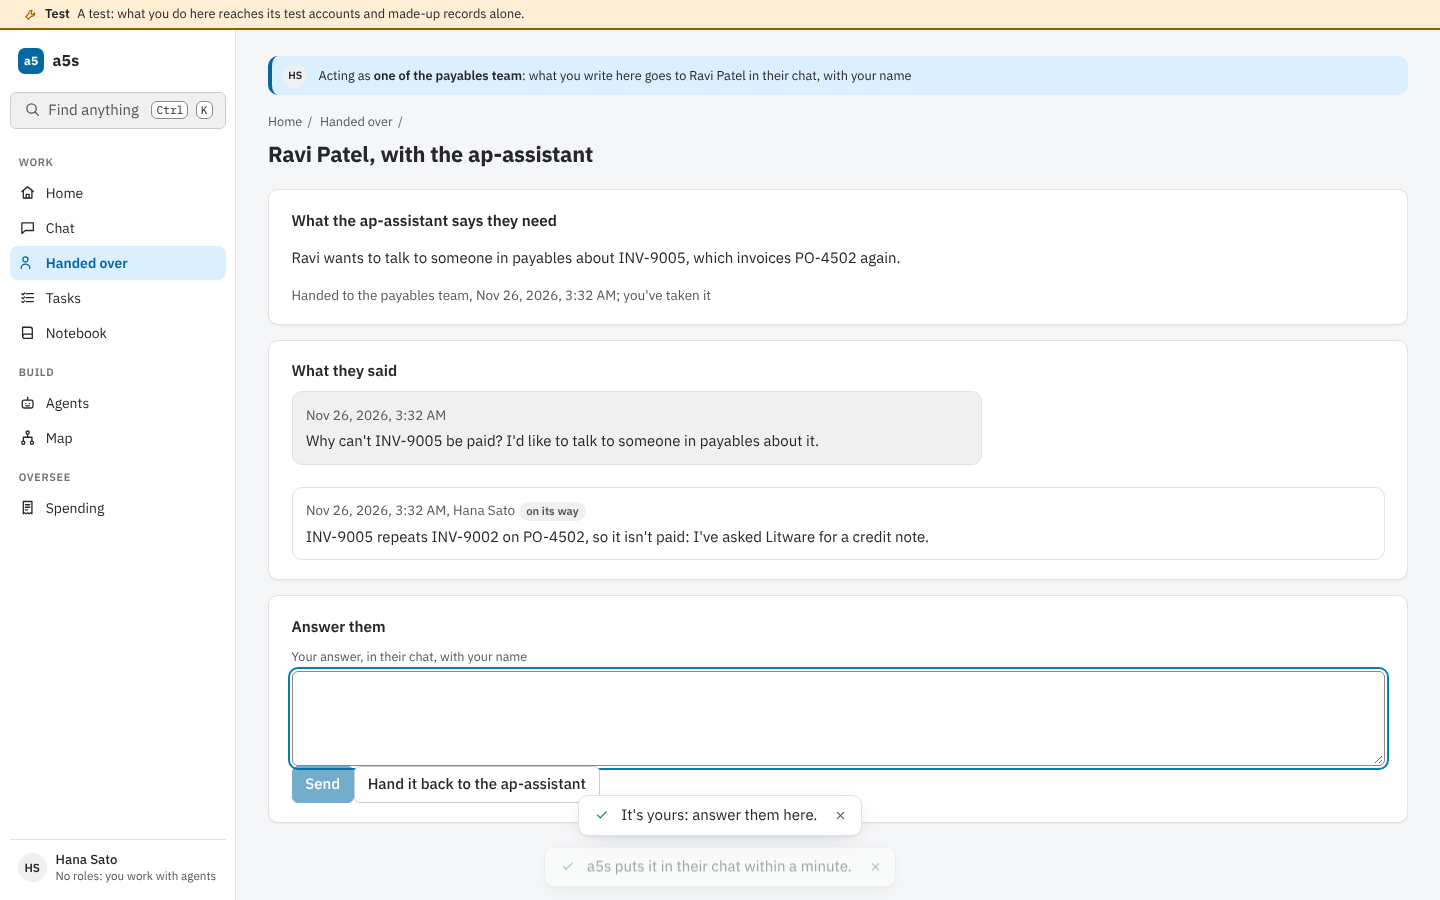 Test A test: what you do here reaches its test accounts and made-up records alone.
a5 a5s
Find anything Ctrl K
WORK
Home
Chat
Handed over
Tasks
Notebook
BUILD
Agents
Map
OVERSEE
Spending
HS Hana Sato
No roles: you work with agents
HS Acting as one of the payables team: what you write here goes to Ravi Patel in their chat, with your name
Home / Handed over /
Ravi Patel, with the ap-assistant
What the ap-assistant says they need
Ravi wants to talk to someone in payables about INV-9005, which invoices PO-4502 again.
Handed to the payables team, Nov 26, 2026, 3:32 AM; you've taken it
What they said
Nov 26, 2026, 3:32 AM
Why can't INV-9005 be paid? I'd like to talk to someone in payables about it.
Nov 26, 2026, 3:32 AM, Hana Sato on its way
INV-9005 repeats INV-9002 on PO-4502, so it isn't paid: I've asked Litware for a credit note.
Answer them
Your answer, in their chat, with your name
Send Hand it back to the ap-assistant
It's yours: answer them here.
a5s puts it in their chat within a minute.